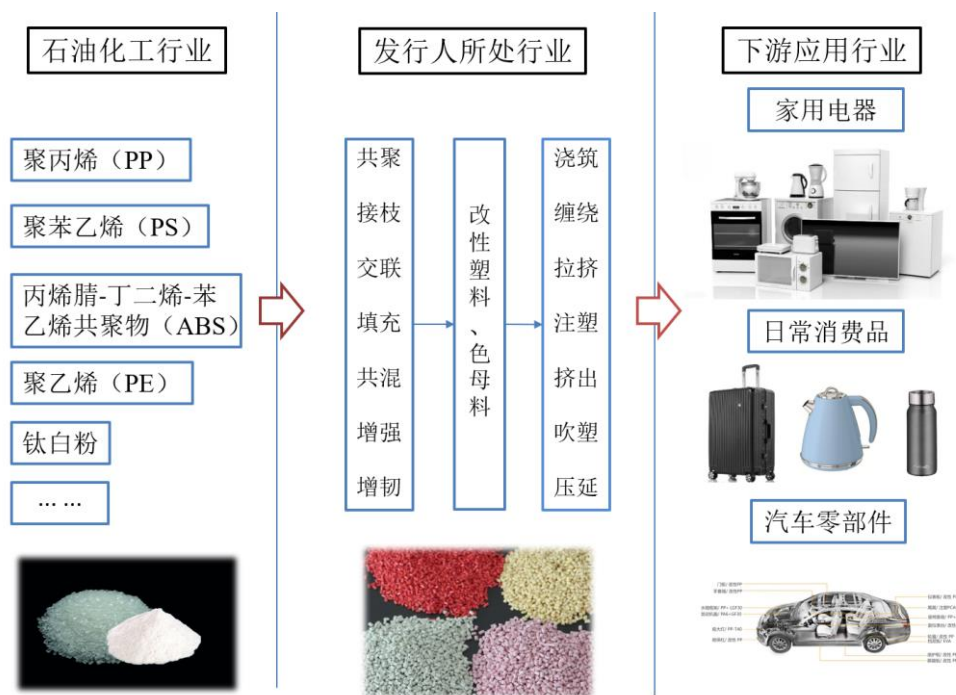 石油化工行业
聚丙烯（PP）
聚苯乙烯（PS）
丙烯腈-丁二烯-苯
乙烯共聚物（ABS）
聚乙烯（PE）
钛白粉
... ...
发行人所处行业
共聚
接枝
交联
填充
共混
增强
增韧
改性塑料、色母料
浇筑
缠绕
拉挤
注塑
挤出
吹塑
压延
下游应用行业
家用电器
日常消费品
汽车零部件